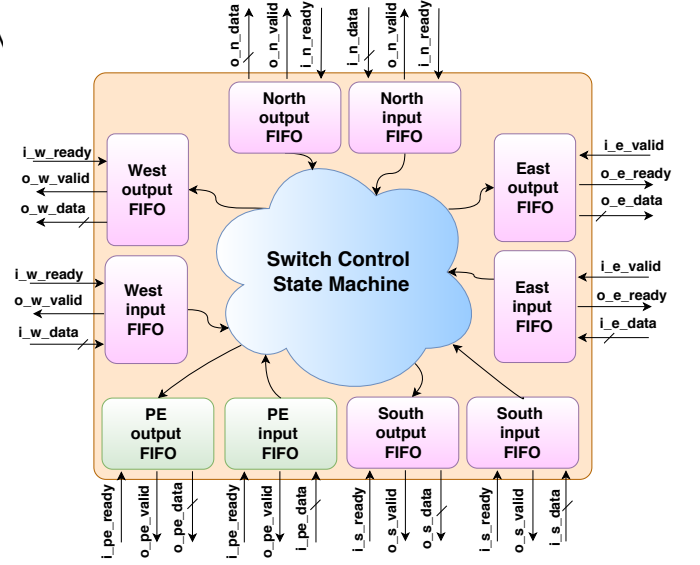 o_n_data
o_n_valid
i_n_ready
i_n_data
o_n_valid
i_n_ready
North
output
FIFO
North
input
FIFO
i_w_ready
o_w_valid
o_w_data
West
output
FIFO
East
output
FIFO
i_e_valid
o_e_ready
o_e_data
Switch Control
State Machine
i_w_ready
o_w_valid
i_w_data
West
input
FIFO
East
input
FIFO
i_e_valid
o_e_ready
i_e_data
PE
output
FIFO
PE
input
FIFO
South
output
FIFO
South
input
FIFO
i_pe_ready
o_pe_valid
o_pe_data
i_pe_ready
o_pe_valid
i_pe_data
i_s_ready
o_s_valid
o_s_data
i_s_ready
o_s_valid
i_s_data